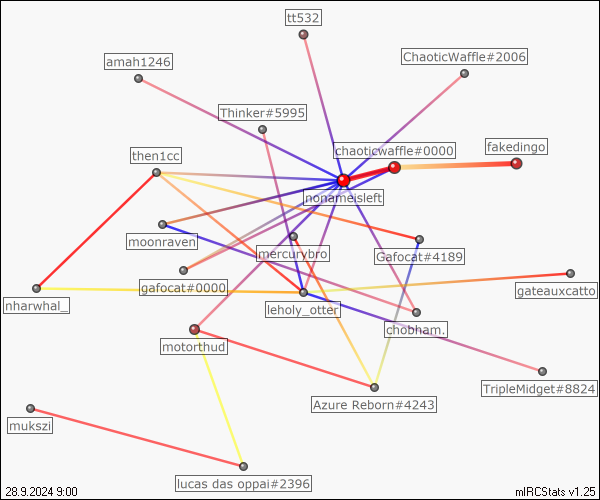 tt532
ChaoticWaffle#2006
amah1246
Thinker#5995
chaoticwaffle#0000
fakedingo
then1cc
nonameisleft
moonraven
mercurybro
Gafocat#4189
gafocat#0000
gateauxcatto
nharwhal_
leholy_otter
chobham.
motorthud
TripleMidget#8824
Azure Reborn#4243
mukszi
lucas das oppai#2396
28.9.2024 9:00
mIRCStats v1.25